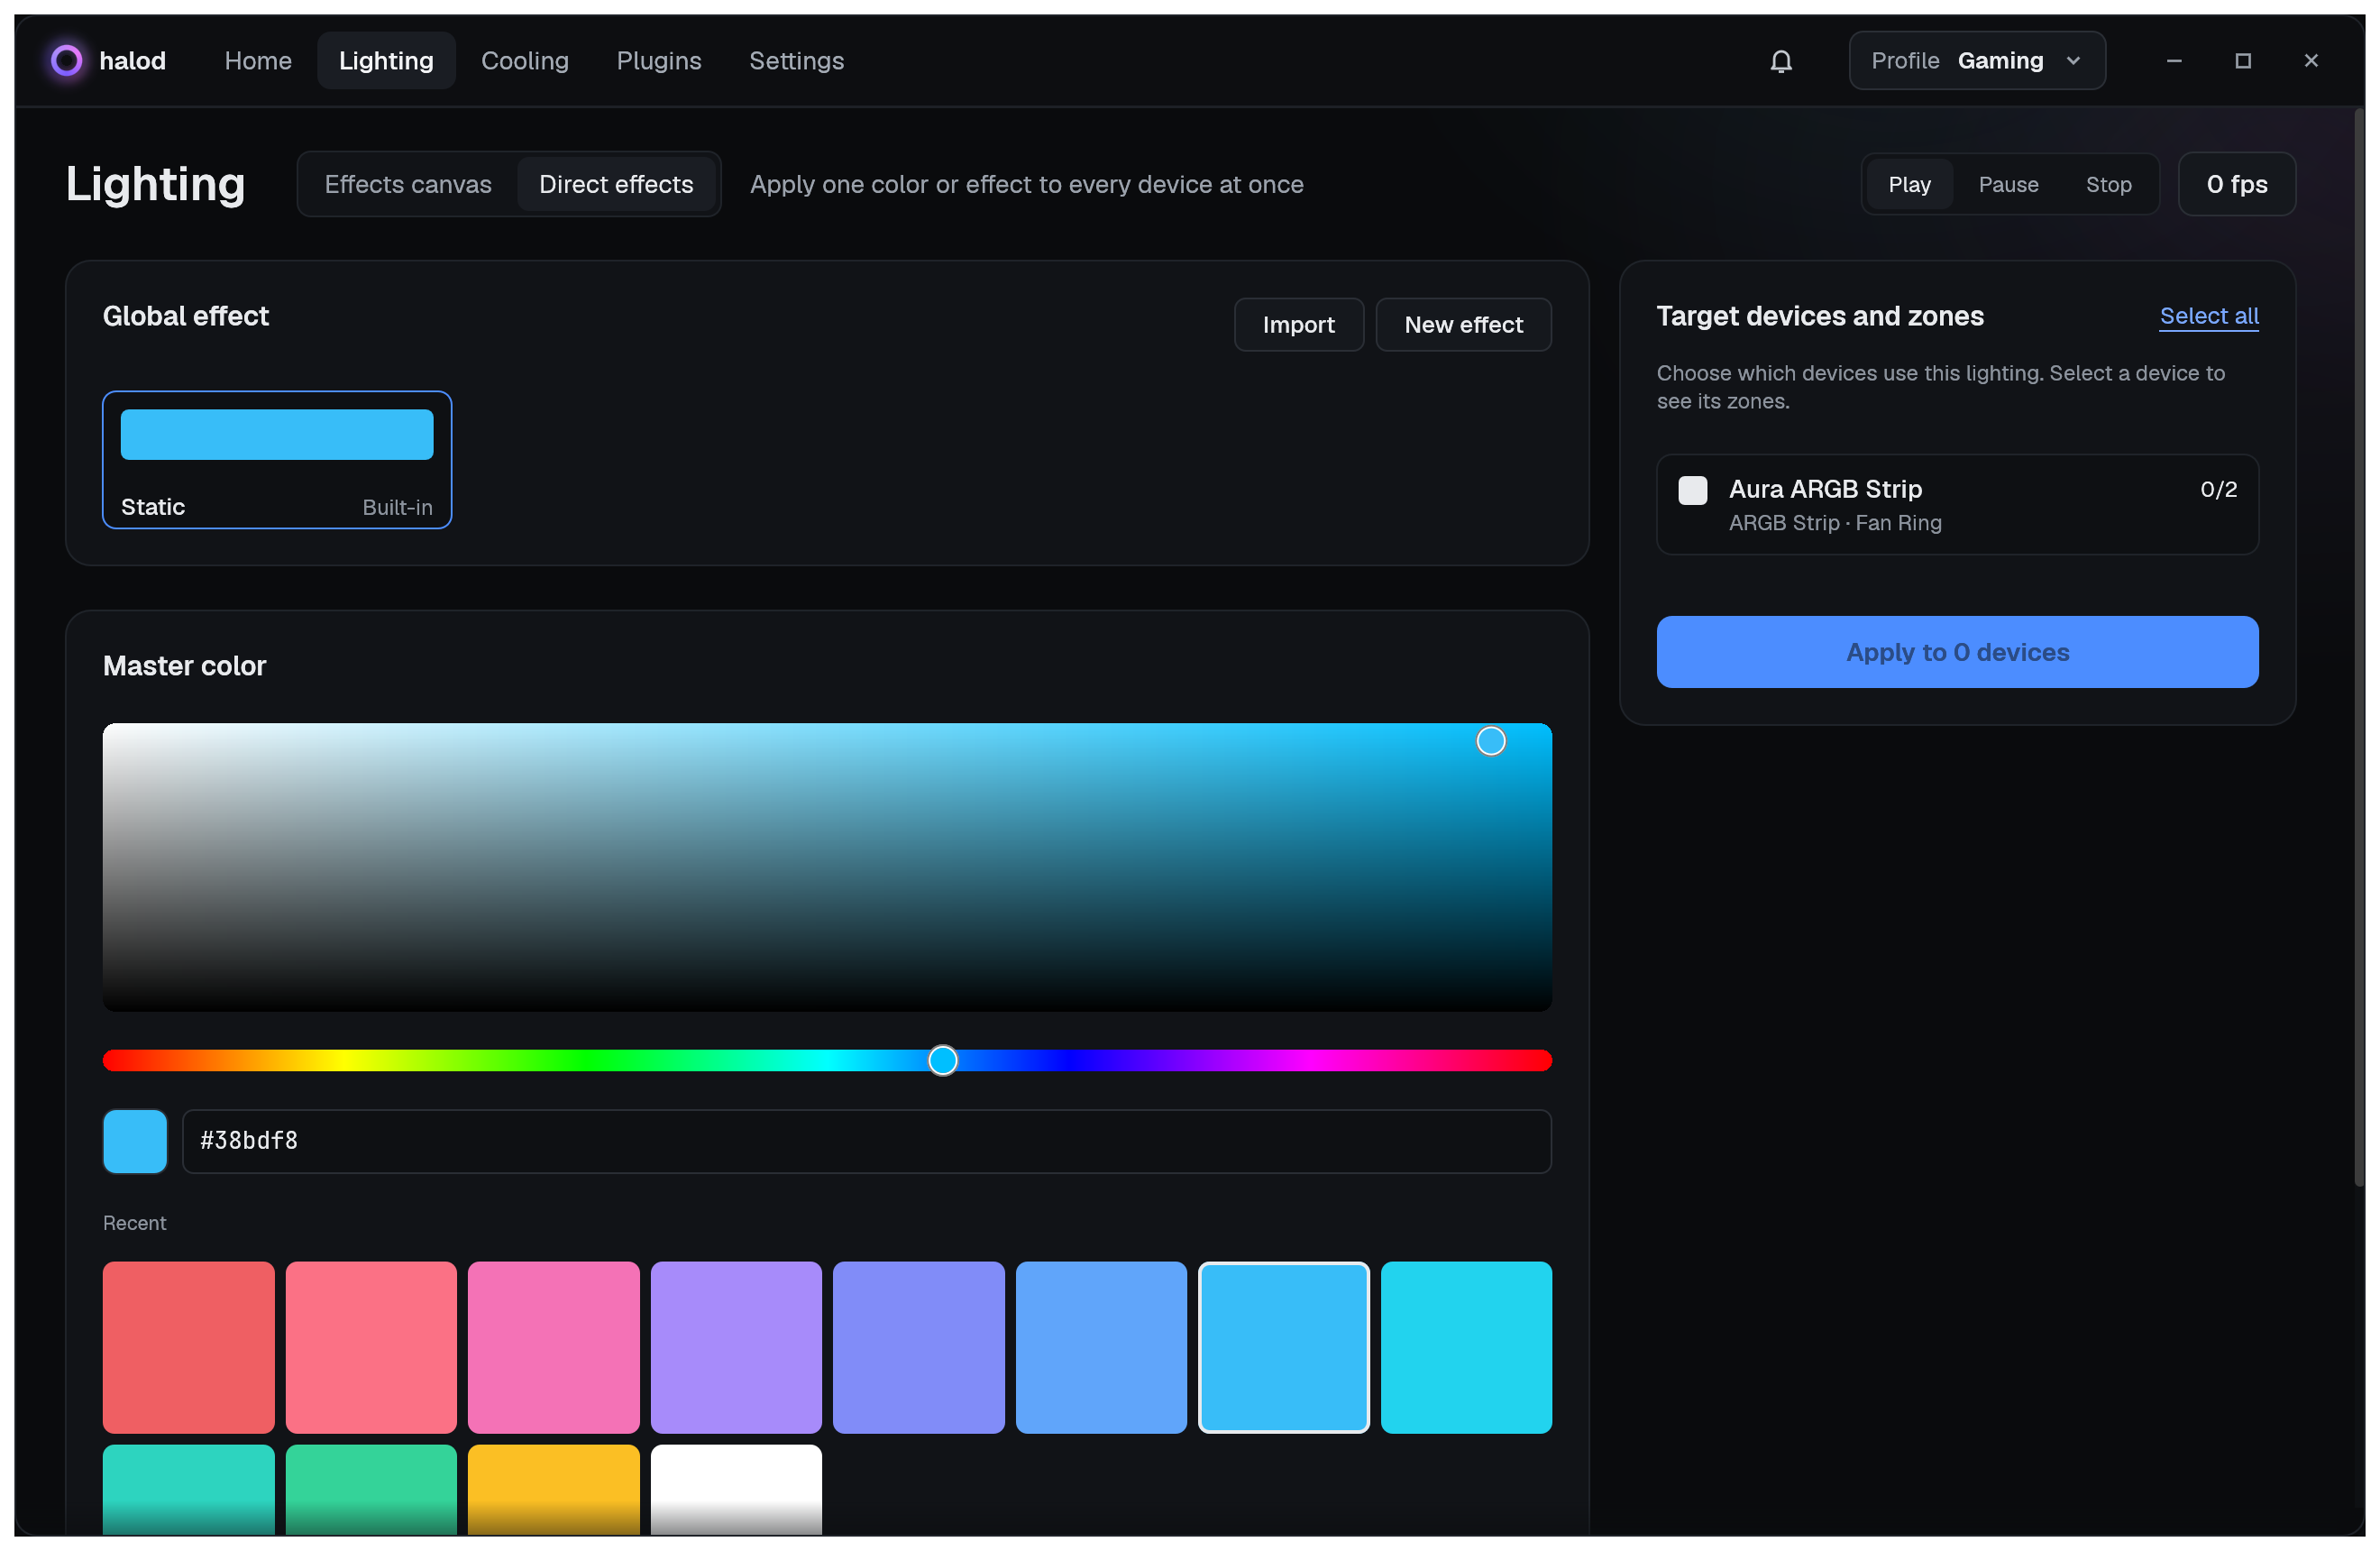 halod Home Lighting Cooling Plugins Settings Profile Gaming
Lighting Effects canvas Direct effects Apply one color or effect to every device at once Play Pause Stop 0 fps
Global effect Import New effect
Static Built-in
Target devices and zones Select all
Choose which devices use this lighting. Select a device to
see its zones.
Aura ARGB Strip 0/2
ARGB Strip · Fan Ring
Apply to 0 devices
Master color
#38bdf8
Recent